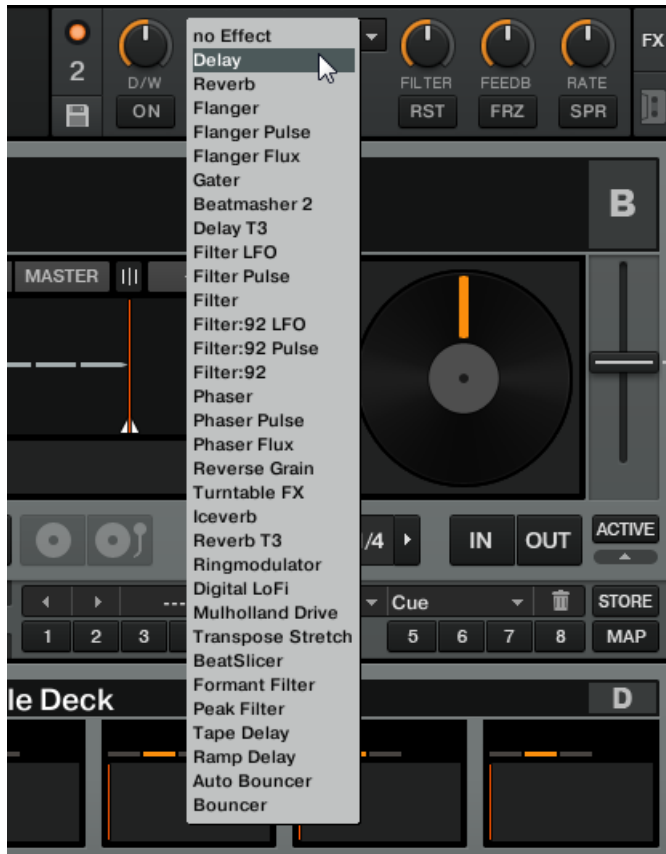 2
D/W
ON
FILTER
FEEDB
RATE
RST
FRZ
SPR
FX
no Effect
Delay
Reverb
Flanger
Flanger Pulse
Flanger Flux
Gater
Beatmasher 2
Delay T3
Filter LFO
Filter Pulse
Filter
Filter:92 LFO
Filter:92 Pulse
Filter:92
Phaser
Phaser Pulse
Phaser Flux
Reverse Grain
Turntable FX
Iceverb
Reverb T3
Ringmodulator
Digital LoFi
Mulholland Drive
Transpose Stretch
BeatSlicer
Formant Filter
Peak Filter
Tape Delay
Ramp Delay
Auto Bouncer
Bouncer
B
MASTER
/4
IN
OUT
ACTIVE
---
Cue
STORE
1 2 3
5 6 7 8
MAP
le Deck
D